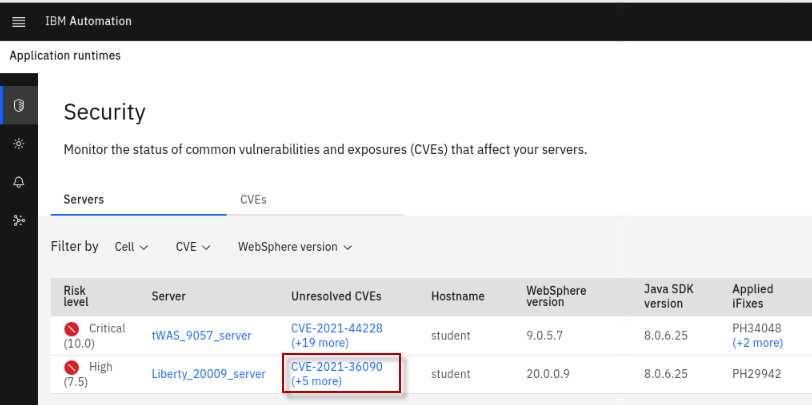 IBM Automation
Application runtimes
Security
Monitor the status of common vulnerabilities and exposures (CVEs) that affect your servers.
Servers CVEs
Filter by Cell CVE WebSphere version
Risk level Server Unresolved CVEs Hostname WebSphere version Java SDK version Applied iFixes
Critical (10.0) tWAS_9057_server CVE-2021-44228 (+19 more) student 9.0.5.7 8.0.6.25 PH34048 (+2 more)
High (7.5) Liberty_20009_server CVE-2021-36090 (+5 more) student 20.0.0.9 8.0.6.25 PH29942